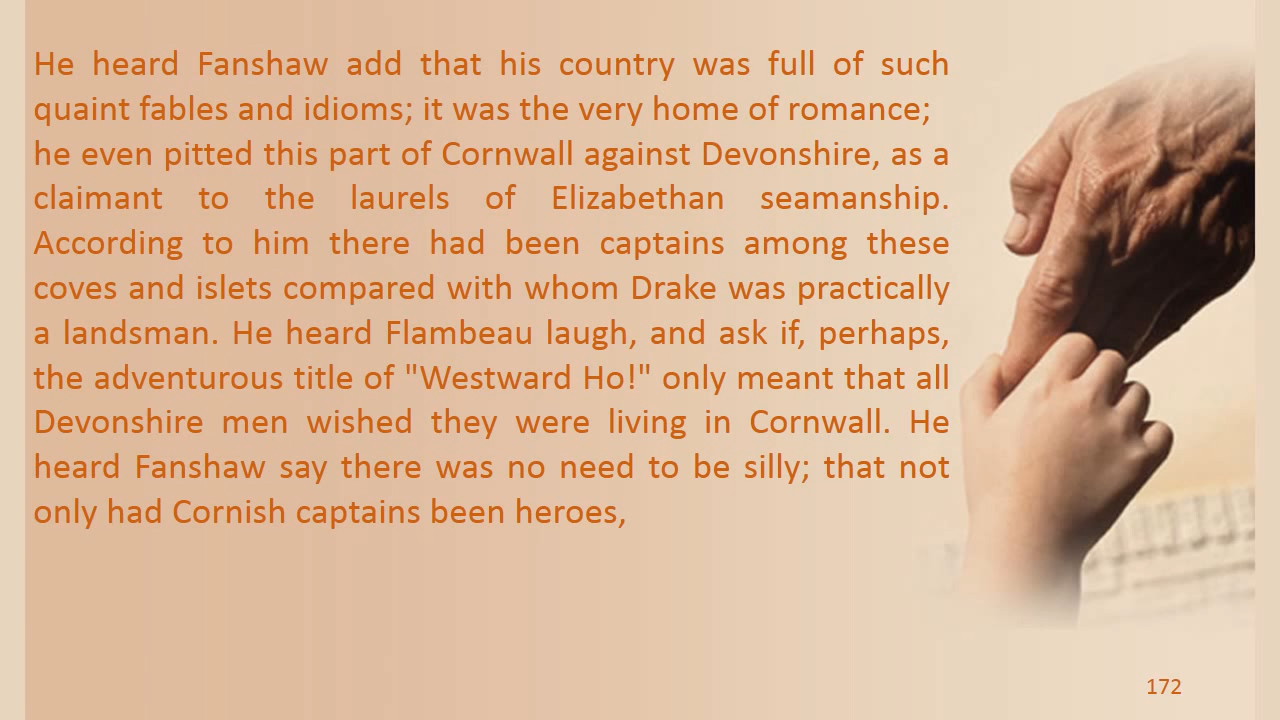 He heard Fanshaw add that his country was full of such
quaint fables and idioms; it was the very home of romance;
he even pitted this part of Cornwall against Devonshire, as a
claimant to the laurels of Elizabethan seamanship.
According to him there had been captains among these
coves and islets compared with whom Drake was practically
a landsman. He heard Flambeau laugh, and ask if, perhaps,
the adventurous title of "Westward Ho!" only meant that all
Devonshire men wished they were living in Cornwall. He
heard Fanshaw say there was no need to be silly; that not
only had Cornish captains been heroes,
172